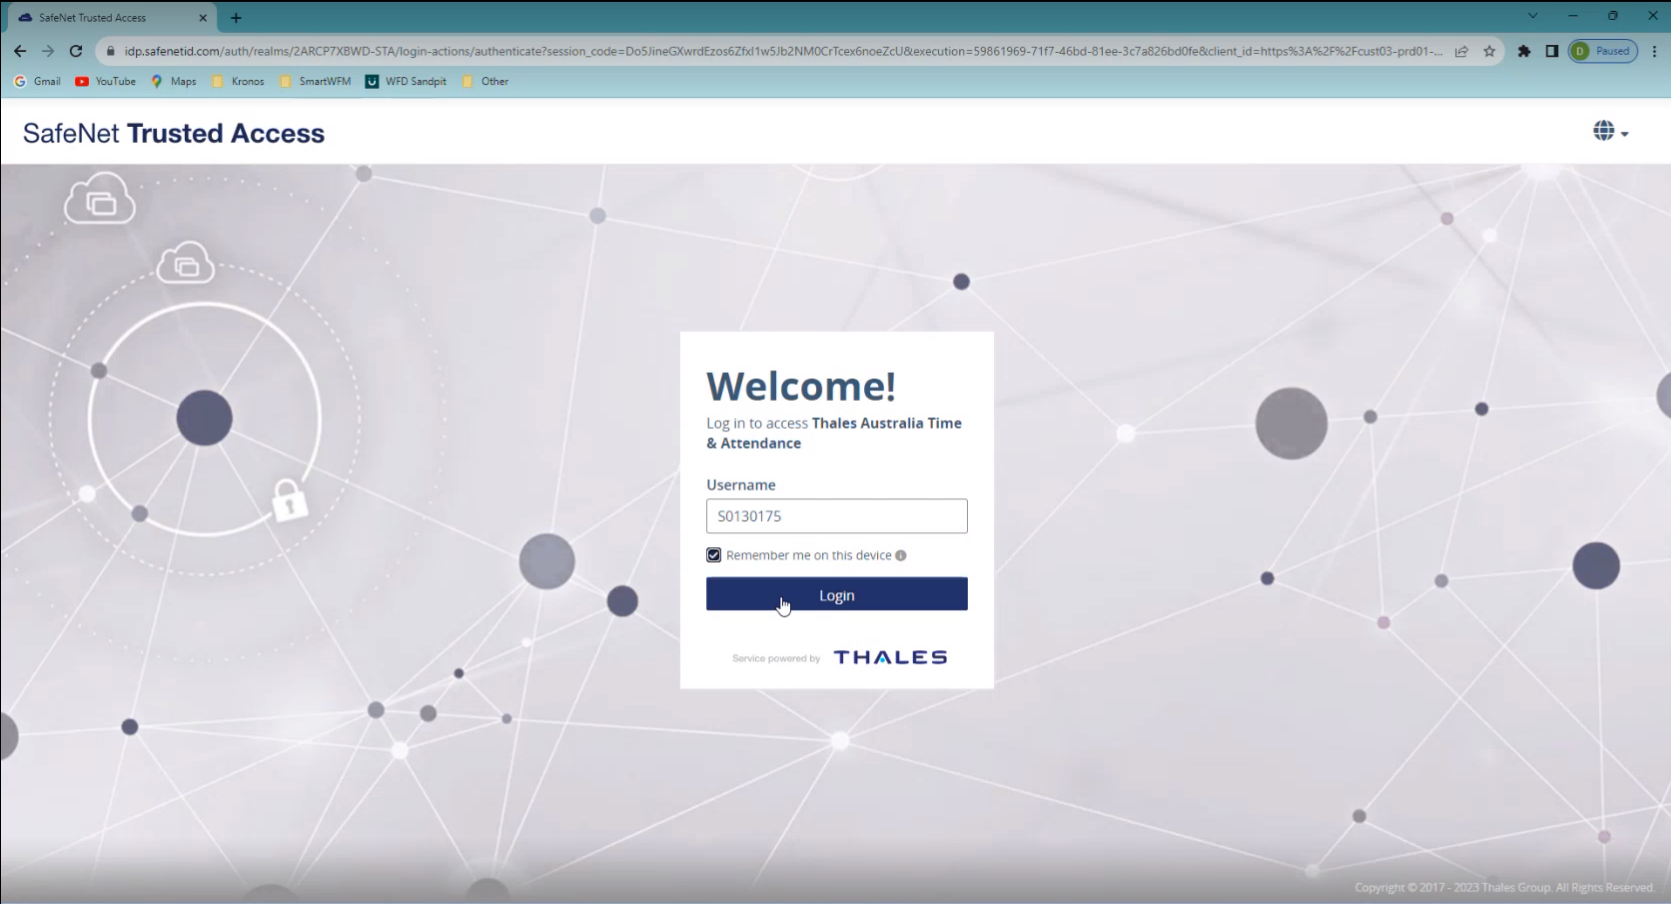 SafeNet Trusted Access
idp.safenetid.com/auth/realms/2ARCP7XBWD-STA/login-actions/authenticate?session_code=Do5JineGXwrdEzos6Zfxl1w5Jb2NM0CrTcex6noeZcU&execution=59861969-71f7-46bd-81ee-3c7a826bd0fe&client_id=https%3A%2F%2Fcust03-prd01-...
D Paused
Gmail YouTube Maps Kronos SmartWFM WFD Sandpit Other
SafeNet Trusted Access
Welcome!
Log in to access Thales Australia Time
& Attendance
Username
S0130175
Remember me on this device
Login
Service powered by THALES
Copyright © 2017 - 2023 Thales Group. All Rights Reserved.